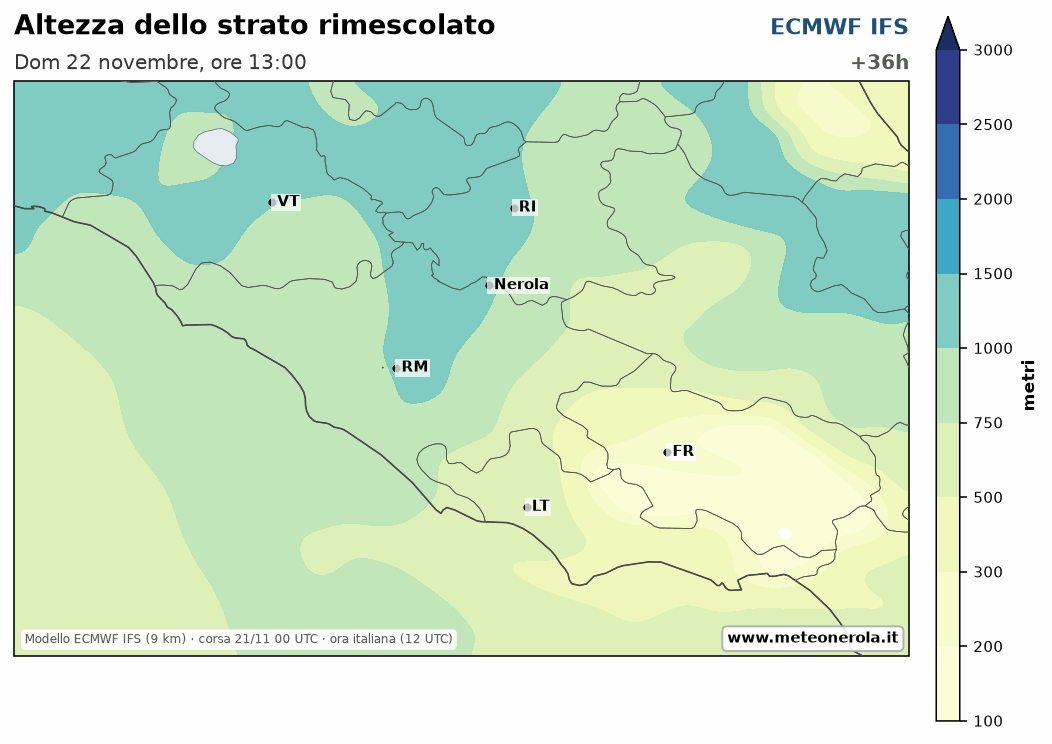 Altezza dello strato rimescolato
ECMWF IFS
Dom 22 novembre, ore 13:00
+36h
3000
2500
2000
1500
1000
750
500
300
200
100
metri
VT
RI
Nerola
RM
FR
LT
Modello ECMWF IFS (9 km) · corsa 21/11 00 UTC · ora italiana (12 UTC)
www.meteonerola.it